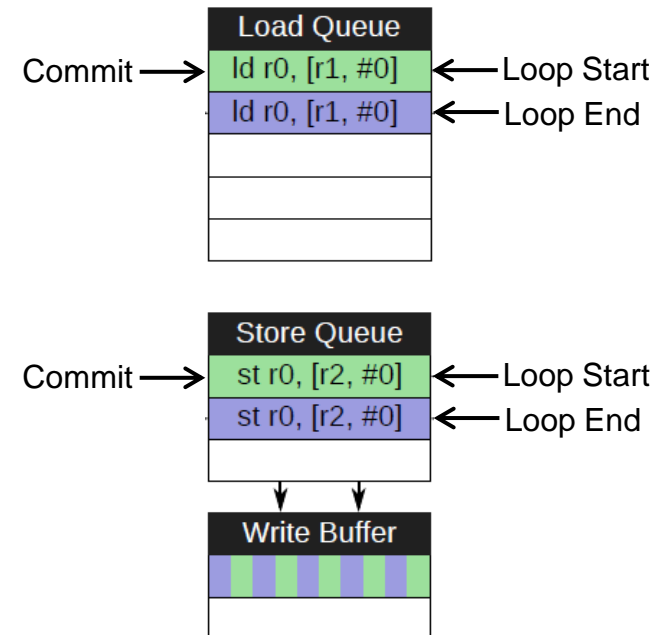 Load Queue
Commit ld r0, [r1, #0] Loop Start
ld r0, [r1, #0] Loop End
Store Queue
Commit st r0, [r2, #0] Loop Start
st r0, [r2, #0] Loop End
Write Buffer